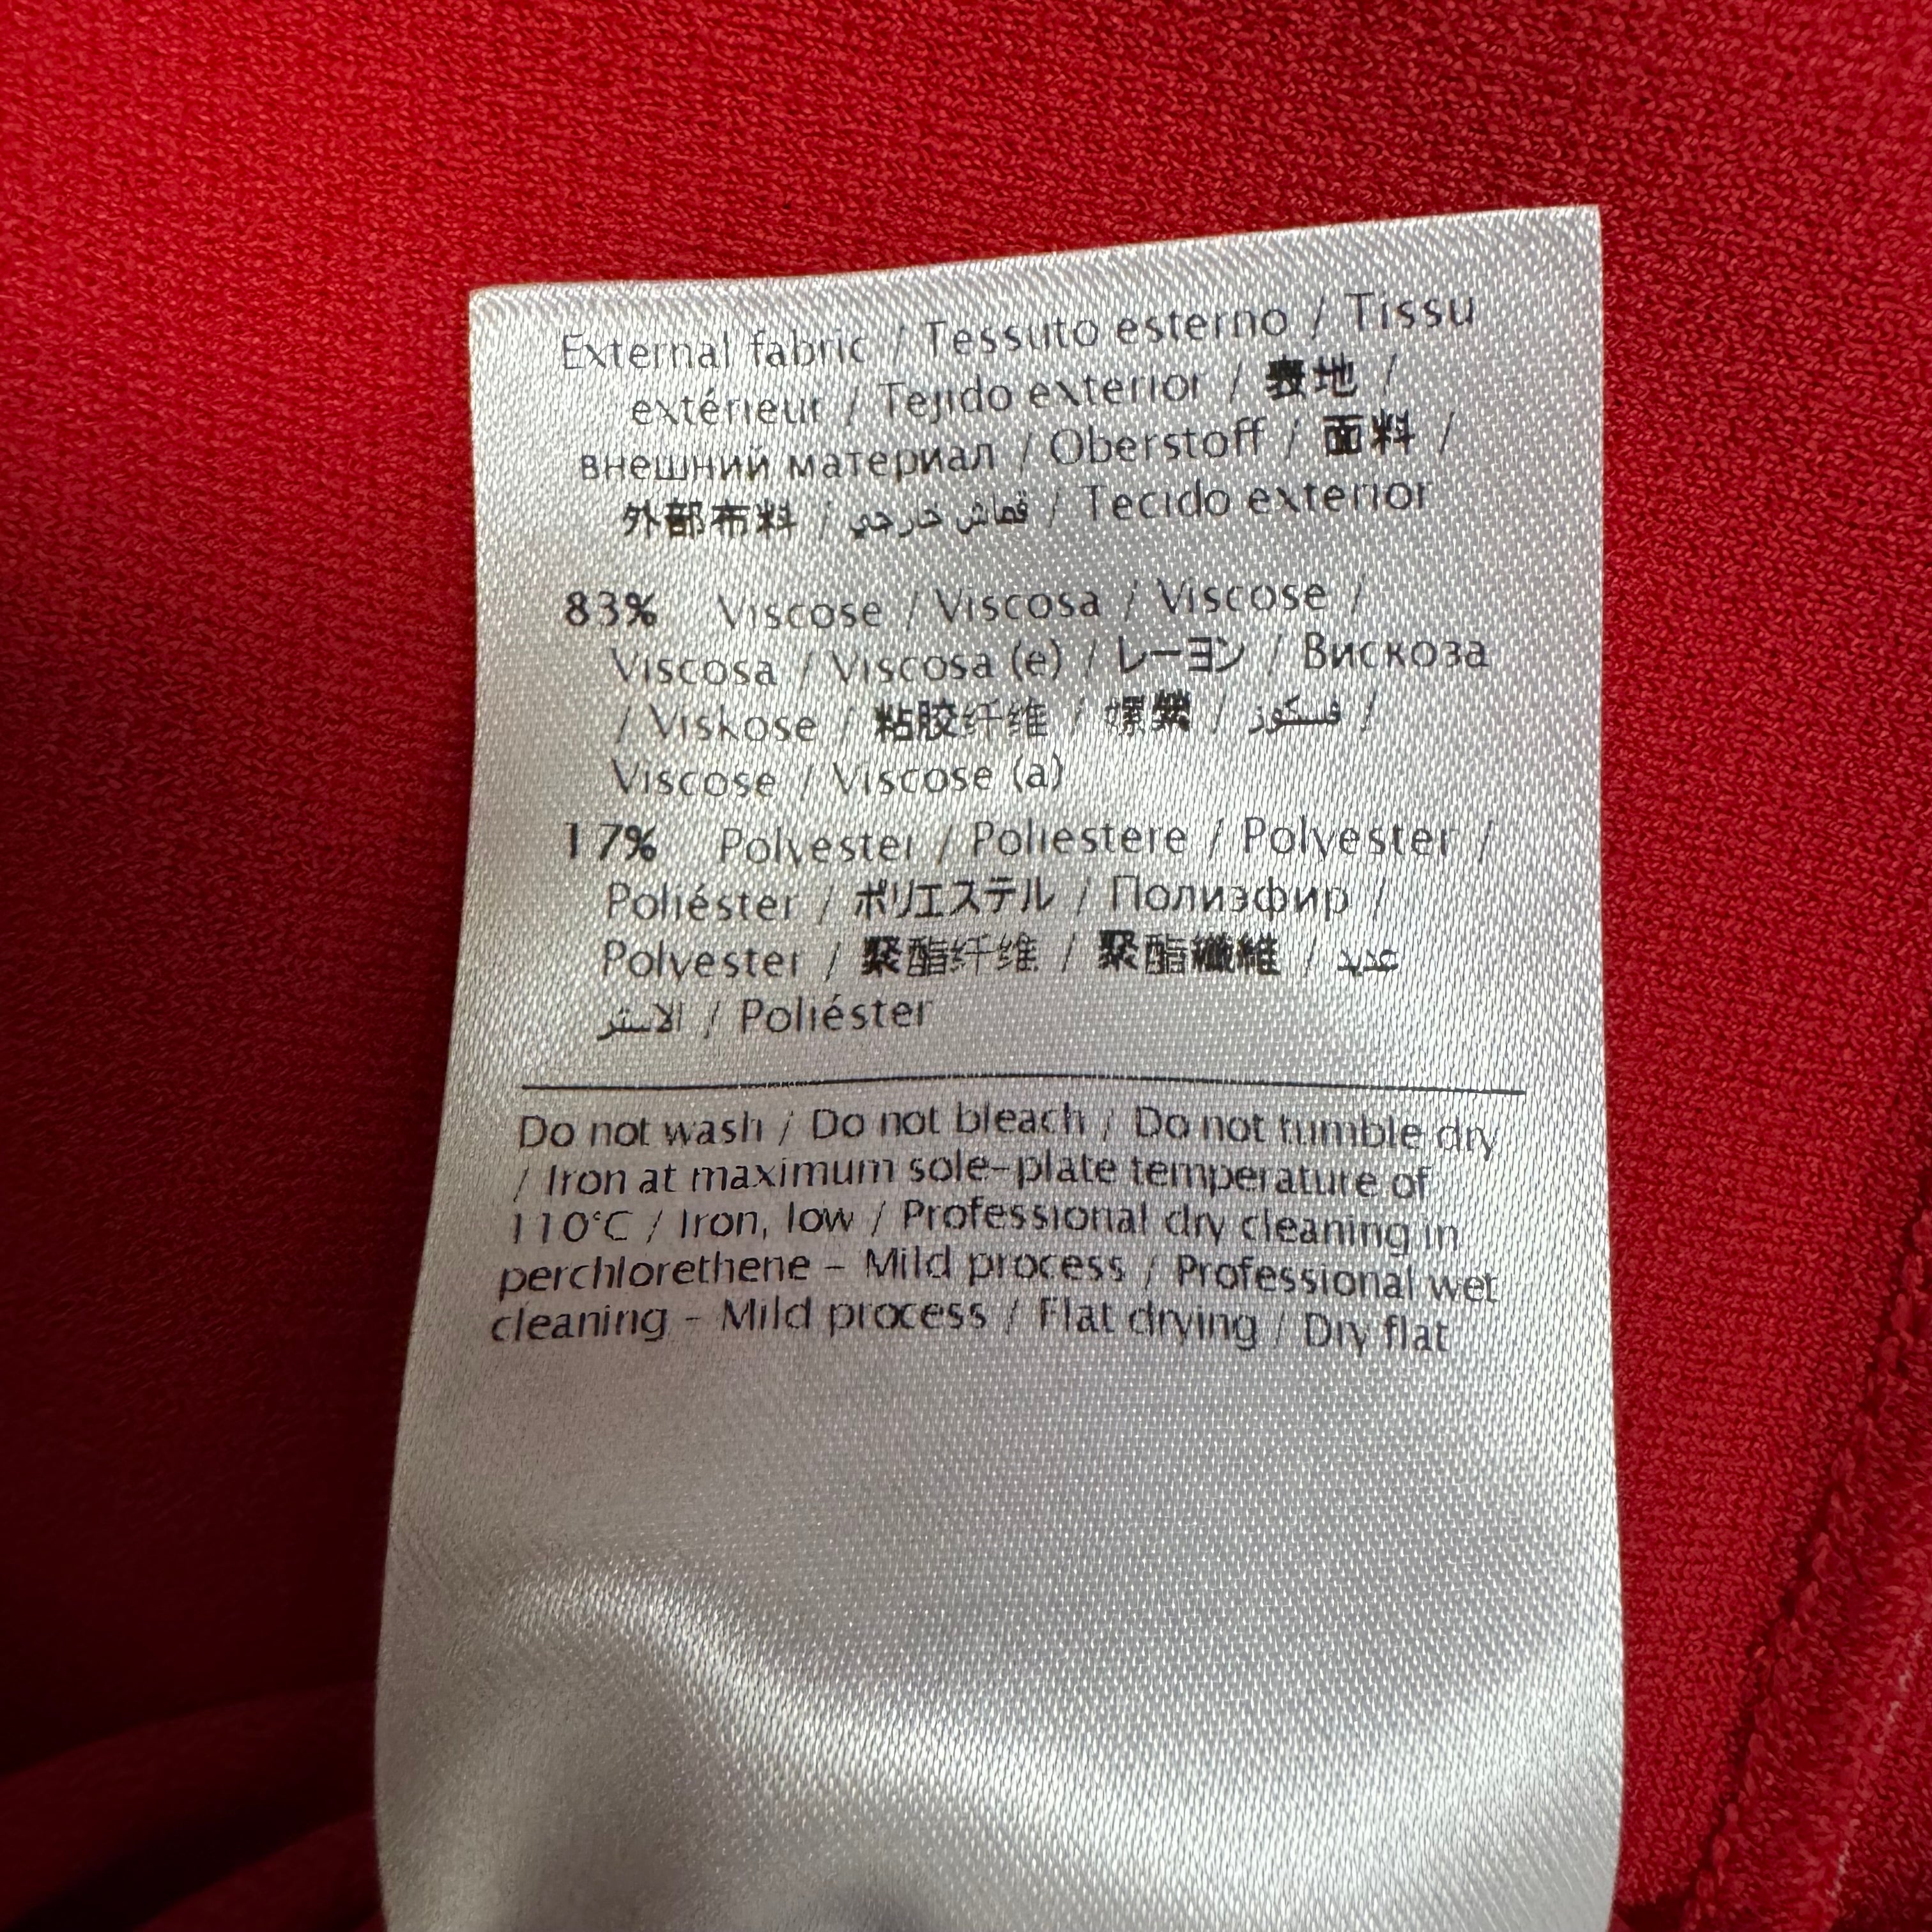 External fabric / Tessuto esterno / Tissu
extérieur / Tejido exterior / 表地 /
внешний материал / Oberstoff / 面料 /
外部布料 / قماش خارجي / Tecido exterior
83% Viscose / Viscosa / Viscose /
Viscosa / Viscosa (e) / レーヨン / Вискоза
/ Viskose / 粘胶纤维 / 嫘縈 / فسكوز /
Viscose / Viscose (a)
17% Polyester / Poliestere / Polyester /
Poliéster / ポリエステル / Полиэфир /
Polyester / 聚酯纤维 / 聚酯纖維 / عديد
الاستر / Poliéster
Do not wash / Do not bleach / Do not tumble dry
/ Iron at maximum sole-plate temperature of
110°C / Iron, low / Professional dry cleaning in
perchlorethene - Mild process / Professional wet
cleaning - Mild process / Flat drying / Dry flat